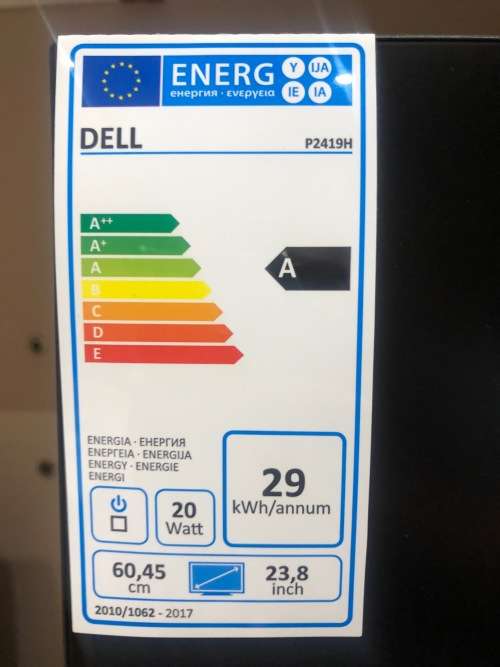 ENERG Y IJA
енергия · ενεργεια IE IA
DELL P2419H
A++
A+
A A
B
C
D
E
ENERGIA · ЕНЕРГИЯ
ΕΝΕΡΓΕΙΑ · ENERGIJA
ENERGY · ENERGIE
ENERGI
29
kWh/annum
20
Watt
60,45
cm
23,8
inch
2010/1062 - 2017